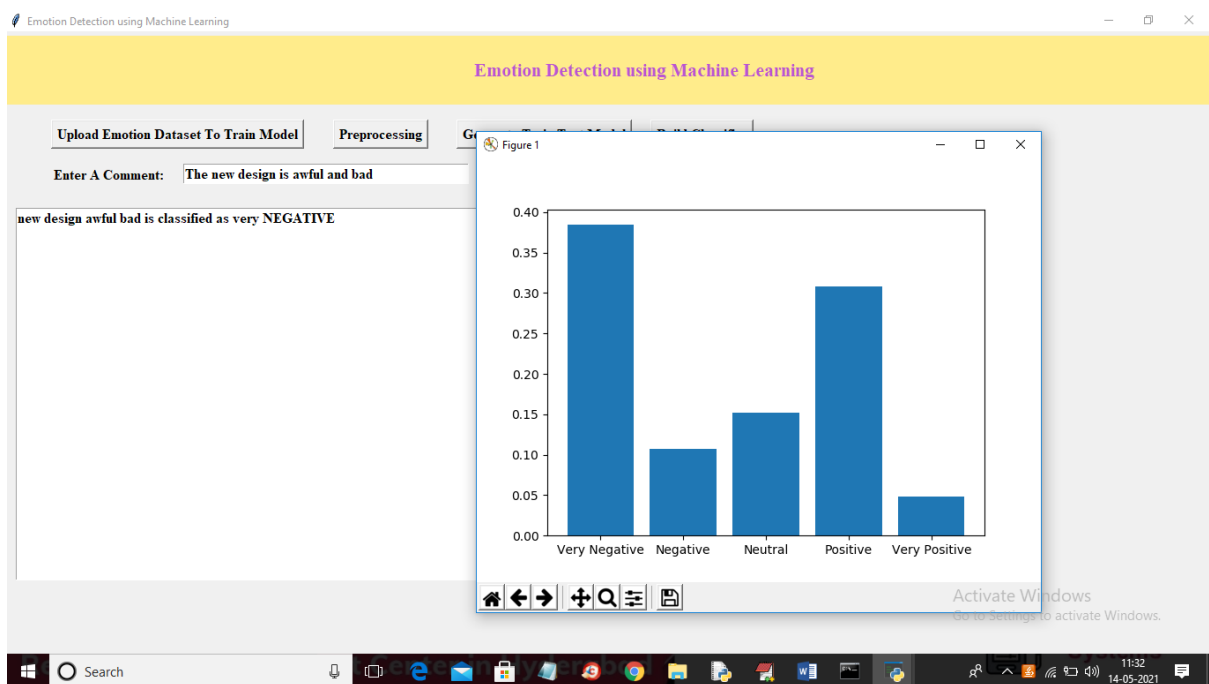 Emotion Detection using Machine Learning
Emotion Detection using Machine Learning
Upload Emotion Dataset To Train Model
Preprocessing
Enter A Comment: The new design is awful and bad
new design awful bad is classified as very NEGATIVE
Figure 1
0.40
0.35
0.30
0.25
0.20
0.15
0.10
0.05
0.00
Very Negative Negative Neutral Positive Very Positive
Activate Windows
Go to Settings to activate Windows.
Search
11:32
14-05-2021